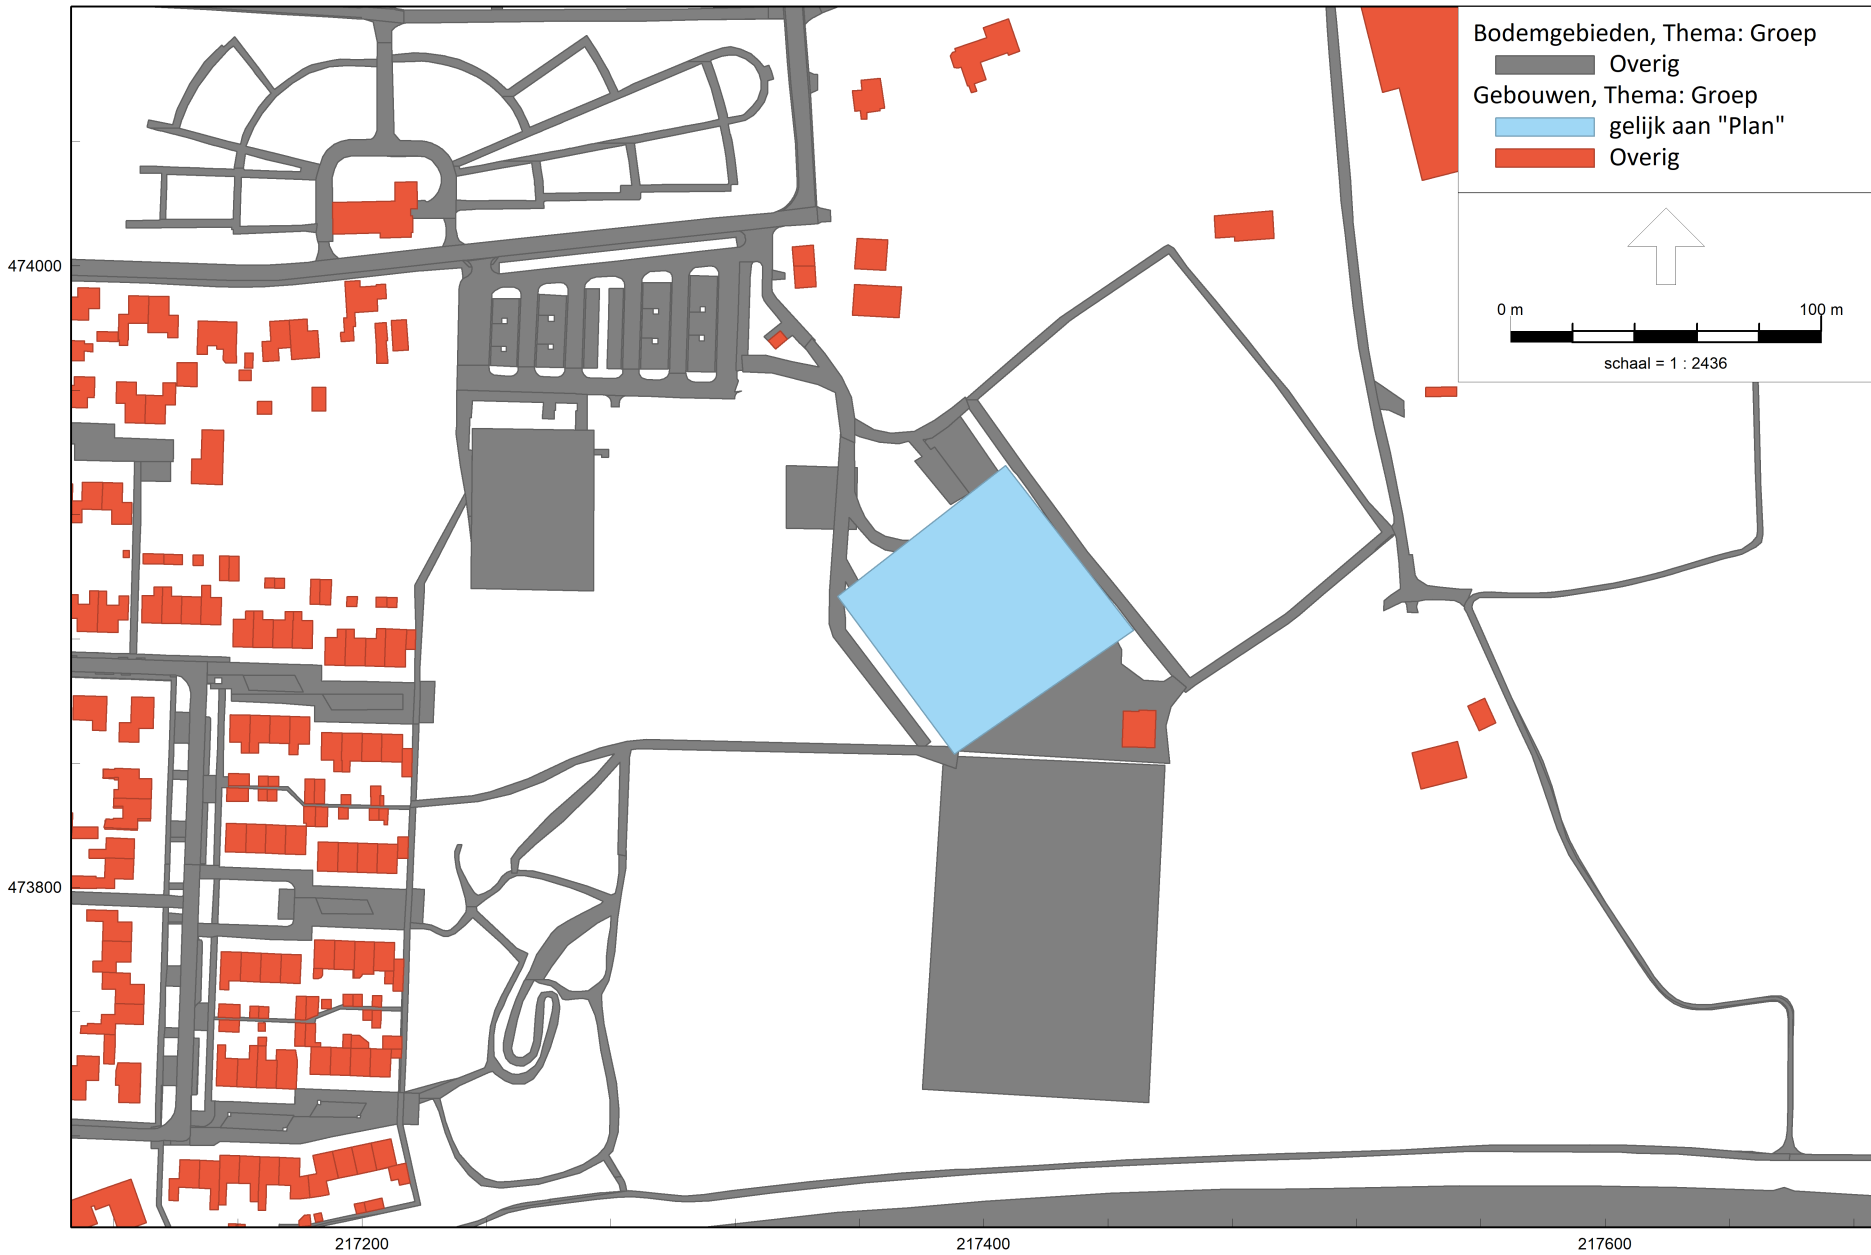 Bodemgebieden, Thema: Groep
Overig
Gebouwen, Thema: Groep
gelijk aan "Plan"
Overig
0 m 100 m
schaal = 1 : 2436
474000
473800
217200 217400 217600